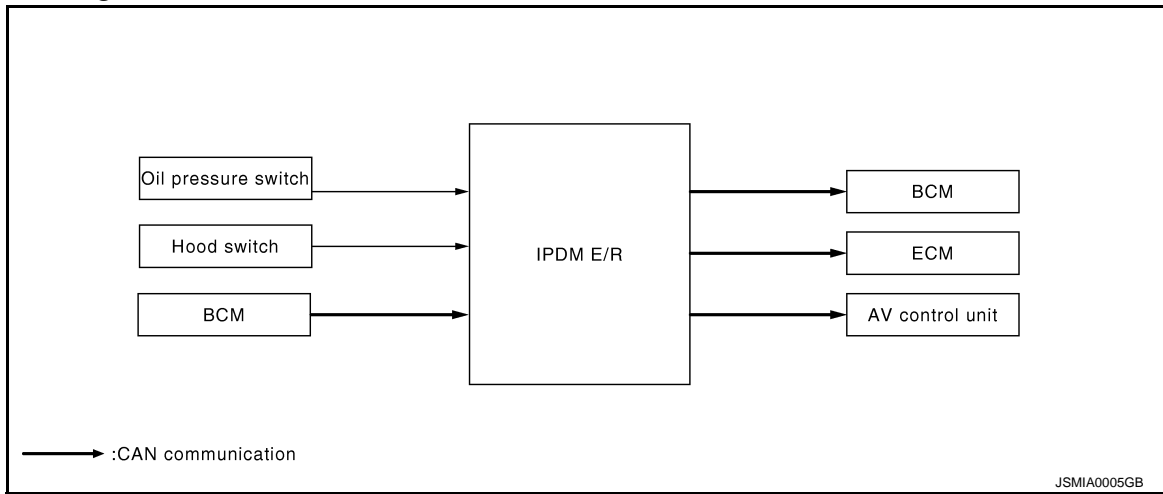 Oil pressure switch
Hood switch
BCM
IPDM E/R
BCM
ECM
AV control unit
:CAN communication
JSMIA0005GB